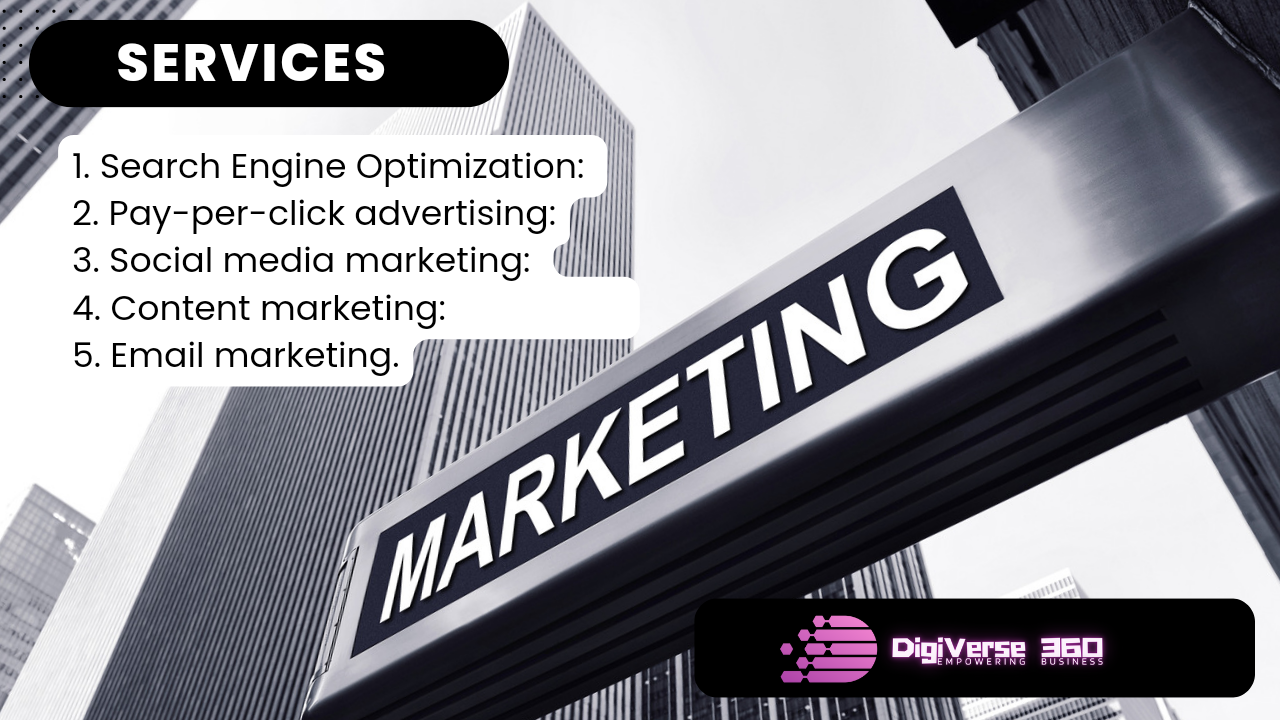 SERVICES
1. Search Engine Optimization:
2. Pay-per-click advertising:
3. Social media marketing:
4. Content marketing:
5. Email marketing.
MARKETING
DigiVerse 360
EMPOWERING BUSINESS